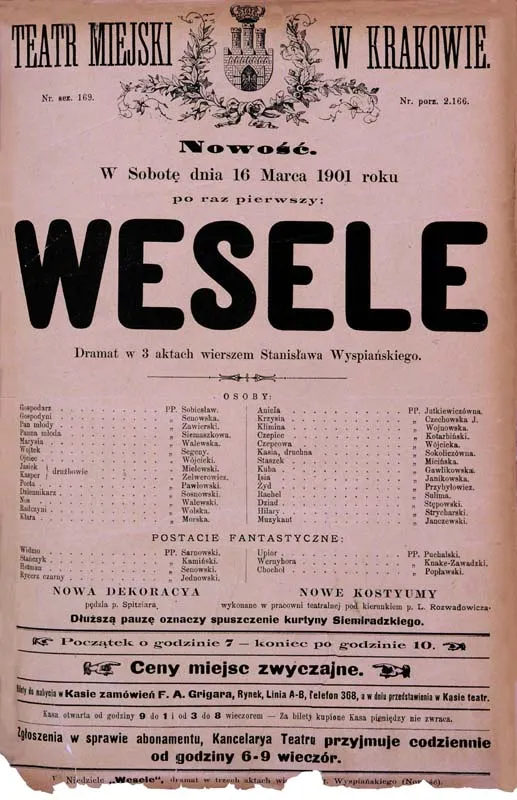 TEATR MIEJSKI W KRAKOWIE.
Nr. sez. 169. Nr. porz. 2.166.
Nowość.
W Sobotę dnia 16 Marca 1901 roku
po raz pierwszy:
WESELE
Dramat w 3 aktach wierszem Stanisława Wyspiańskiego.
OSOBY:
Gospodarz PP. Sobiesław.
Gospodyni „ Senowska.
Pan młody „ Zawierski.
Panna młoda „ Siemaszkowa.
Marysia „ Walewska.
Wojtek „ Segeny.
Ojciec „ Wójcicki.
Jasiek } drużbowie „ Mielewski.
Kasper „ Zelwerowicz.
Poeta „ Pawłowski.
Dziennikarz „ Sosnowski.
Nos „ Walewski.
Radczyni „ Wolska.
Klara „ Morska.
Aniela PP. Jutkiewiczówna.
Krzysia „ Czechowska J.
Klimina „ Wojnowska.
Czepiec „ Kotarbiński.
Czepcowa „ Wójcicka.
Kasia, druchna „ Sokoliczówna.
Staszek „ Micińska.
Kuba „ Gawlikowska.
Isia „ Janikowska.
Żyd „ Przybyłowicz.
Rachel „ Sulima.
Dziad „ Stępowski.
Hilary „ Strycharski.
Muzykant „ Janczewski.
POSTACIE FANTASTYCZNE:
Widmo PP. Sarnowski.
Stańczyk „ Kamiński.
Hetman „ Senowski.
Rycerz czarny „ Jednowski.
Upior PP. Puchalski.
Wernyhora „ Knake-Zawadzki.
Chochoł „ Popławski.
NOWA DEKORACYA
pędzla p. Spitziara
NOWE KOSTYUMY
wykonane w pracowni teatralnej pod kierunkiem p. L. Rozwadowicza.
Dłuższą pauzę oznaczy spuszczenie kurtyny Siemiradzkiego.
Początek o godzinie 7 – koniec po godzinie 10.
Ceny miejsc zwyczajne.
Bilety do nabycia w Kasie zamówień F. A. Grigara, Rynek, Linia A-B, Telefon 368, a w dniu przedstawienia w Kasie teatr.
Kasa otwarta od godziny 9 do 1 i od 3 do 8 wieczorem — Za bilety kupione Kasa pieniędzy nie zwraca.
Zgłoszenia w sprawie abonamentu, Kancelarya Teatru przyjmuje codziennie
od godziny 6-9 wieczór.
W Niedzielę „Wesele", dramat w trzech aktach Wyspiańskiego